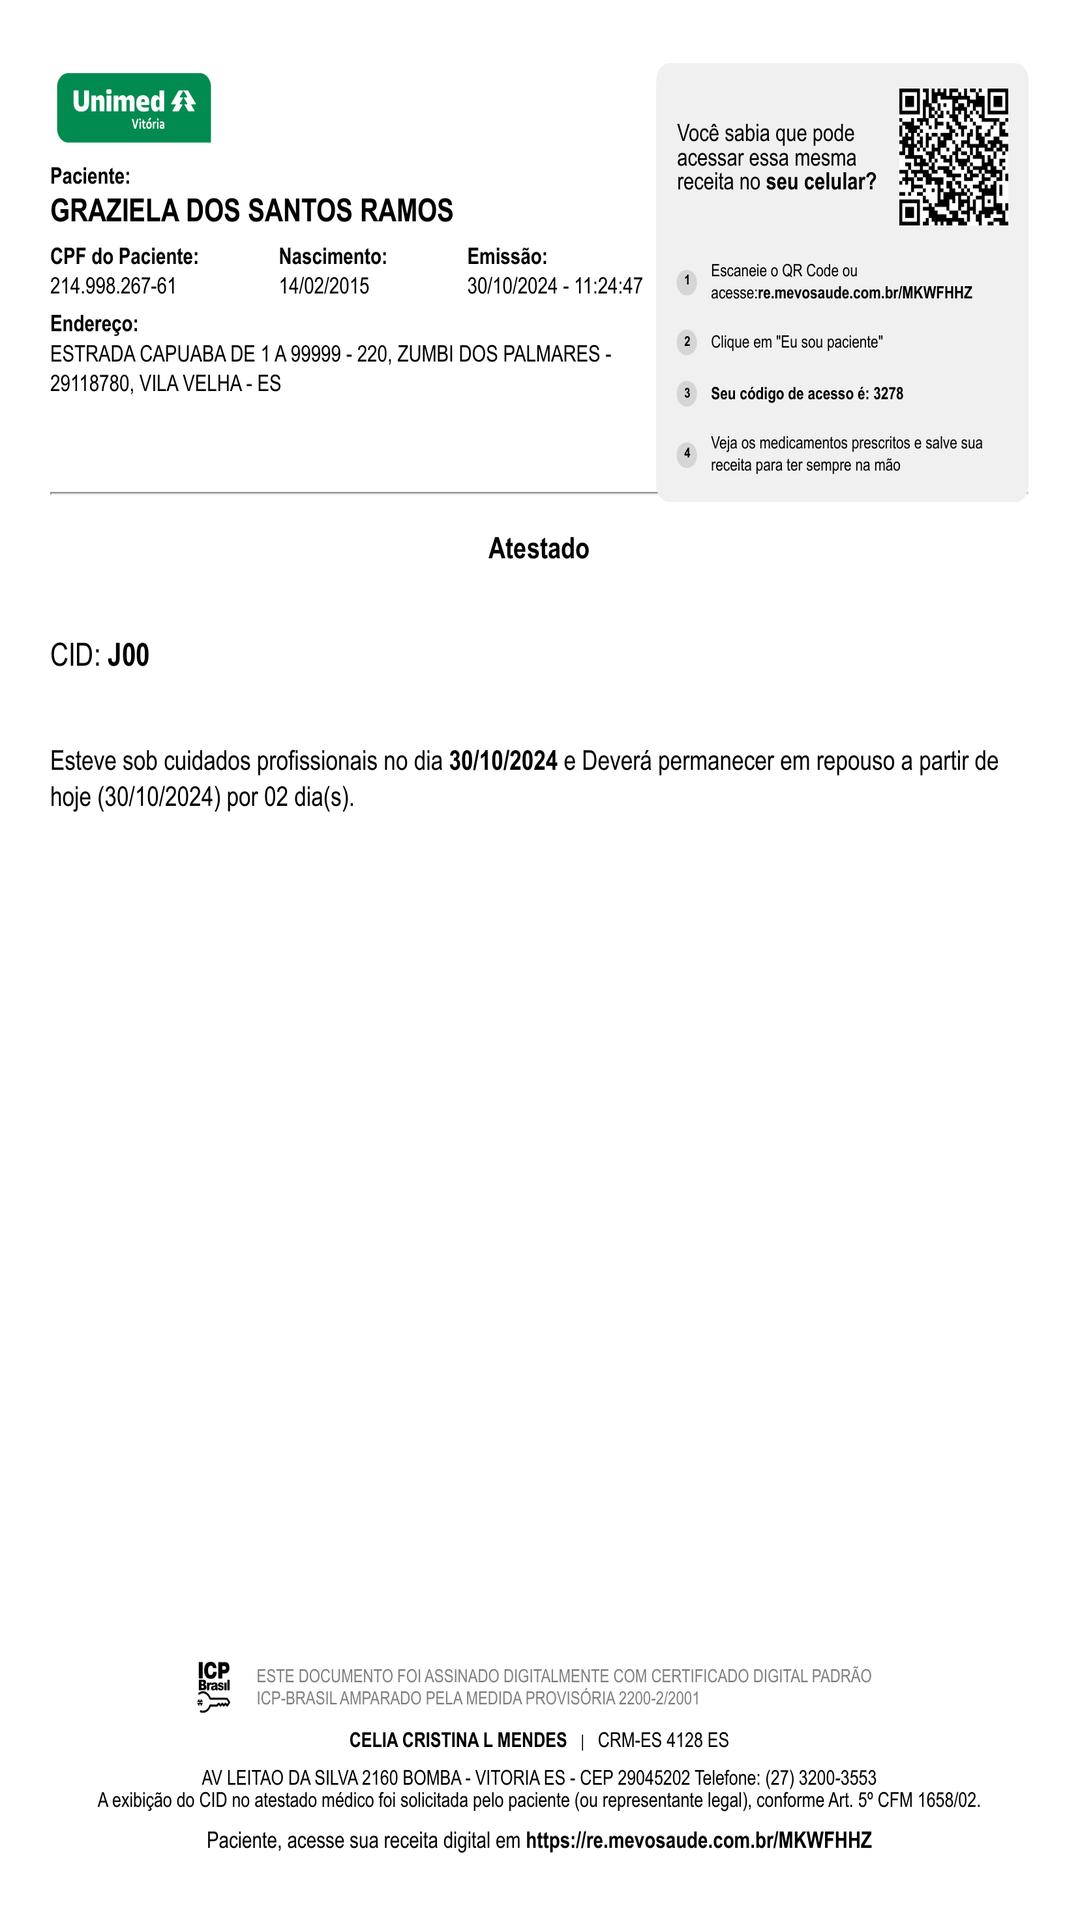 Unimed
Vitória
Paciente:
GRAZIELA DOS SANTOS RAMOS
CPF do Paciente: Nascimento: Emissão:
214.998.267-61 14/02/2015 30/10/2024 - 11:24:47
Endereço:
ESTRADA CAPUABA DE 1 A 99999 - 220, ZUMBI DOS PALMARES -
29118780, VILA VELHA - ES
Você sabia que pode
acessar essa mesma
receita no seu celular?
1 Escaneie o QR Code ou
acesse:re.mevosaude.com.br/MKWFHHZ
2 Clique em "Eu sou paciente"
3 Seu código de acesso é: 3278
4 Veja os medicamentos prescritos e salve sua
receita para ter sempre na mão
Atestado
CID: J00
Esteve sob cuidados profissionais no dia 30/10/2024 e Deverá permanecer em repouso a partir de
hoje (30/10/2024) por 02 dia(s).
ICP
Brasil
ESTE DOCUMENTO FOI ASSINADO DIGITALMENTE COM CERTIFICADO DIGITAL PADRÃO
ICP-BRASIL AMPARADO PELA MEDIDA PROVISÓRIA 2200-2/2001
CELIA CRISTINA L MENDES | CRM-ES 4128 ES
AV LEITAO DA SILVA 2160 BOMBA - VITORIA ES - CEP 29045202 Telefone: (27) 3200-3553
A exibição do CID no atestado médico foi solicitada pelo paciente (ou representante legal), conforme Art. 5º CFM 1658/02.
Paciente, acesse sua receita digital em https://re.mevosaude.com.br/MKWFHHZ